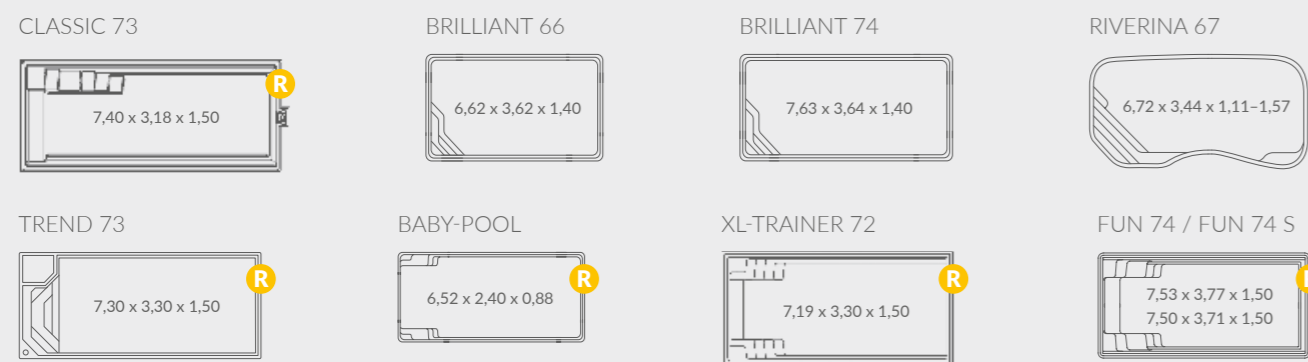 CLASSIC 73
BRILLIANT 66
BRILLIANT 74
RIVERINA 67
R
7,40 x 3,18 x 1,50
6,62 x 3,62 x 1,40
7,63 x 3,64 x 1,40
6,72 x 3,44 x 1,11–1,57
TREND 73
BABY-POOL
XL-TRAINER 72
FUN 74 / FUN 74 S
R
7,30 x 3,30 x 1,50
R
6,52 x 2,40 x 0,88
R
7,19 x 3,30 x 1,50
7,53 x 3,77 x 1,50
7,50 x 3,71 x 1,50